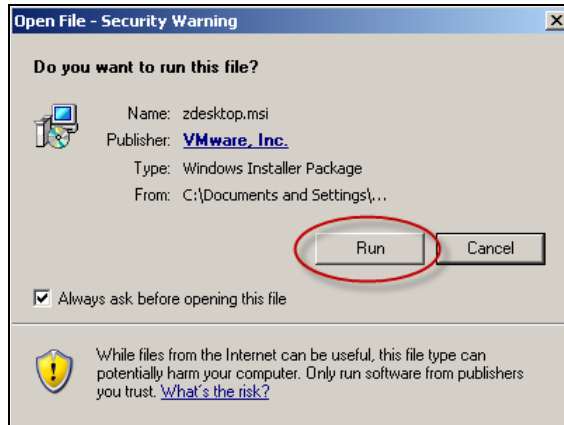 Open File - Security Warning
Do you want to run this file?
Name: zdesktop.msi
Publisher: VMware, Inc.
Type: Windows Installer Package
From: C:\Documents and Settings\...
Run Cancel
Always ask before opening this file
While files from the Internet can be useful, this file type can
potentially harm your computer. Only run software from publishers
you trust. What's the risk?